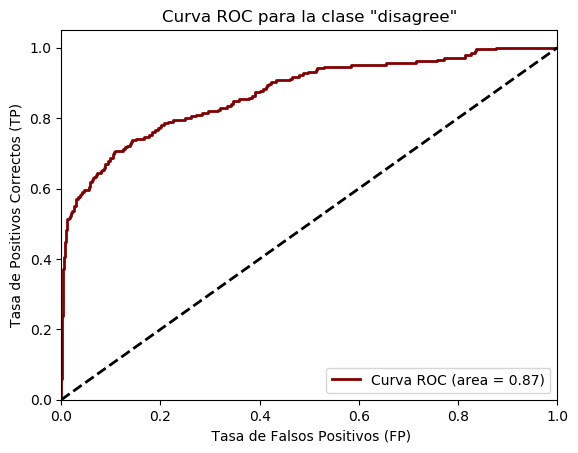 Curva ROC para la clase "disagree"
1.0
0.8
0.6
0.4
0.2
0.0
Tasa de Positivos Correctos (TP)
Curva ROC (area = 0.87)
0.0 0.2 0.4 0.6 0.8 1.0
Tasa de Falsos Positivos (FP)